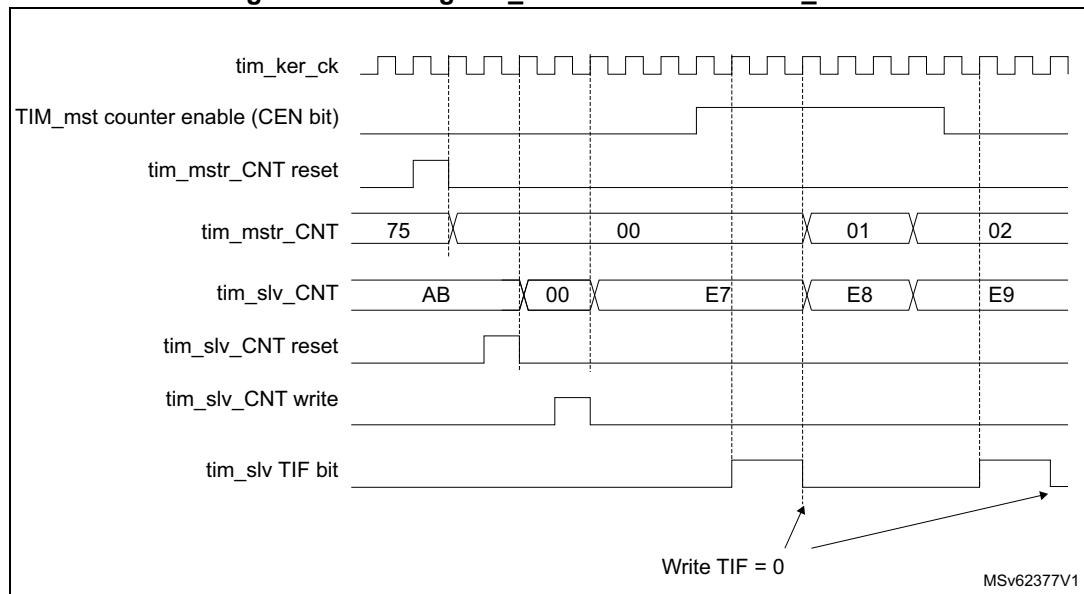 tim_ker_ck
TIM_mst counter enable (CEN bit)
tim_mstr_CNT reset
tim_mstr_CNT 75 00 01 02
tim_slv_CNT AB 00 E7 E8 E9
tim_slv_CNT reset
tim_slv_CNT write
tim_slv TIF bit
Write TIF = 0
MSv62377V1